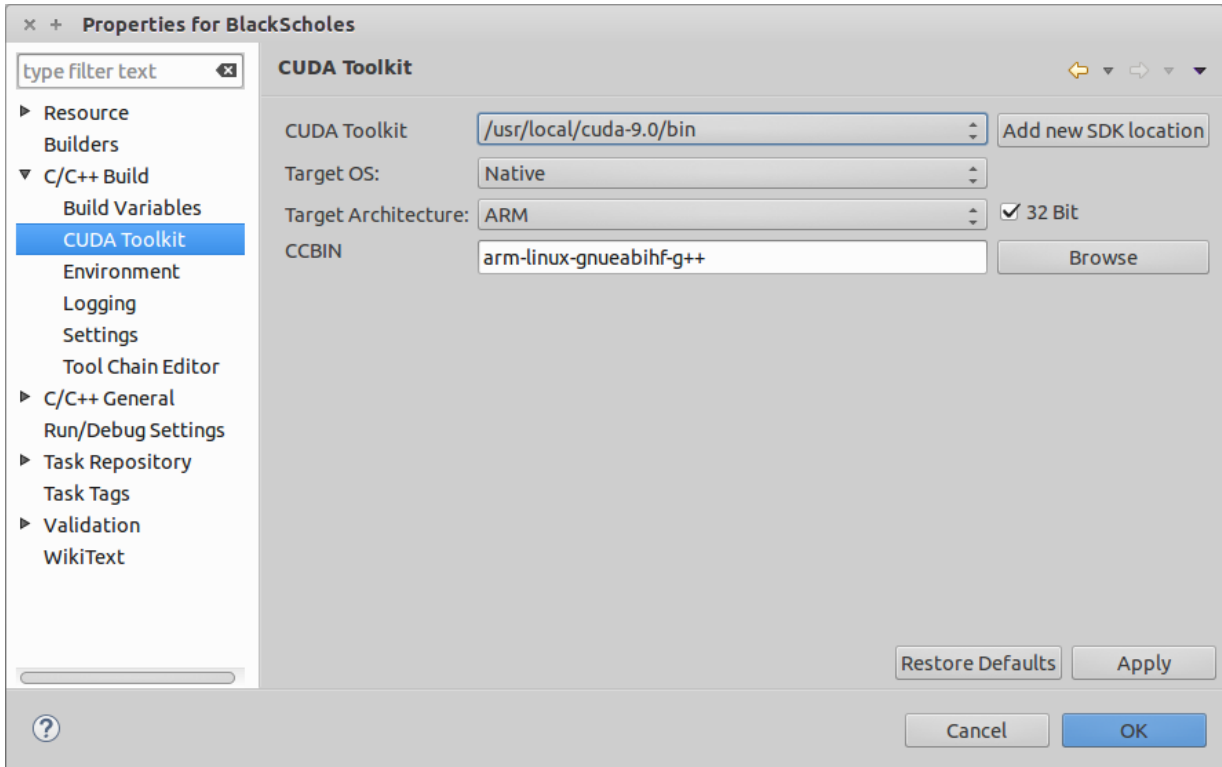 Properties for BlackScholes
type filter text
Resource
Builders
C/C++ Build
Build Variables
CUDA Toolkit
Environment
Logging
Settings
Tool Chain Editor
C/C++ General
Run/Debug Settings
Task Repository
Task Tags
Validation
WikiText
CUDA Toolkit
CUDA Toolkit /usr/local/cuda-9.0/bin Add new SDK location
Target OS: Native
Target Architecture: ARM 32 Bit
CCBIN arm-linux-gnueabihf-g++ Browse
Restore Defaults Apply
? Cancel OK